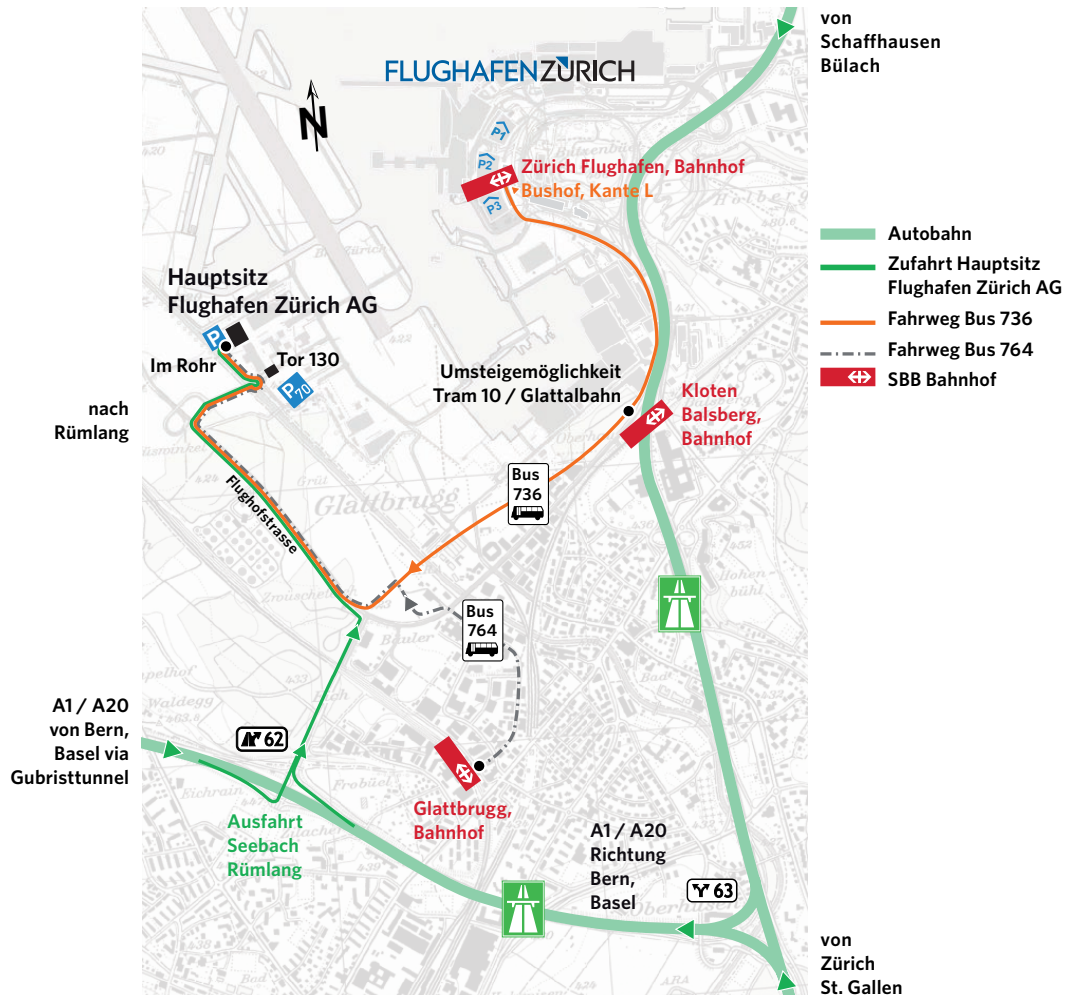 von
Schaffhausen
Bülach
FLUGHAFENZÜRICH
N
P1
P2
P3
Zürich Flughafen, Bahnhof
Bushof, Kante L
Autobahn
Zufahrt Hauptsitz
Flughafen Zürich AG
Fahrweg Bus 736
Fahrweg Bus 764
SBB Bahnhof
Hauptsitz
Flughafen Zürich AG
P
Im Rohr
Tor 130
P70
Umsteigemöglichkeit
Tram 10 / Glattalbahn
Kloten
Balsberg,
Bahnhof
nach
Rümlang
Glattbrugg
Flughofstrasse
Bus
736
Bus
764
A1 / A20
von Bern,
Basel via
Gubristtunnel
62
Ausfahrt
Seebach
Rümlang
Glattbrugg,
Bahnhof
A1 / A20
Richtung
Bern,
Basel
63
Oberhusen
von
Zürich
St. Gallen